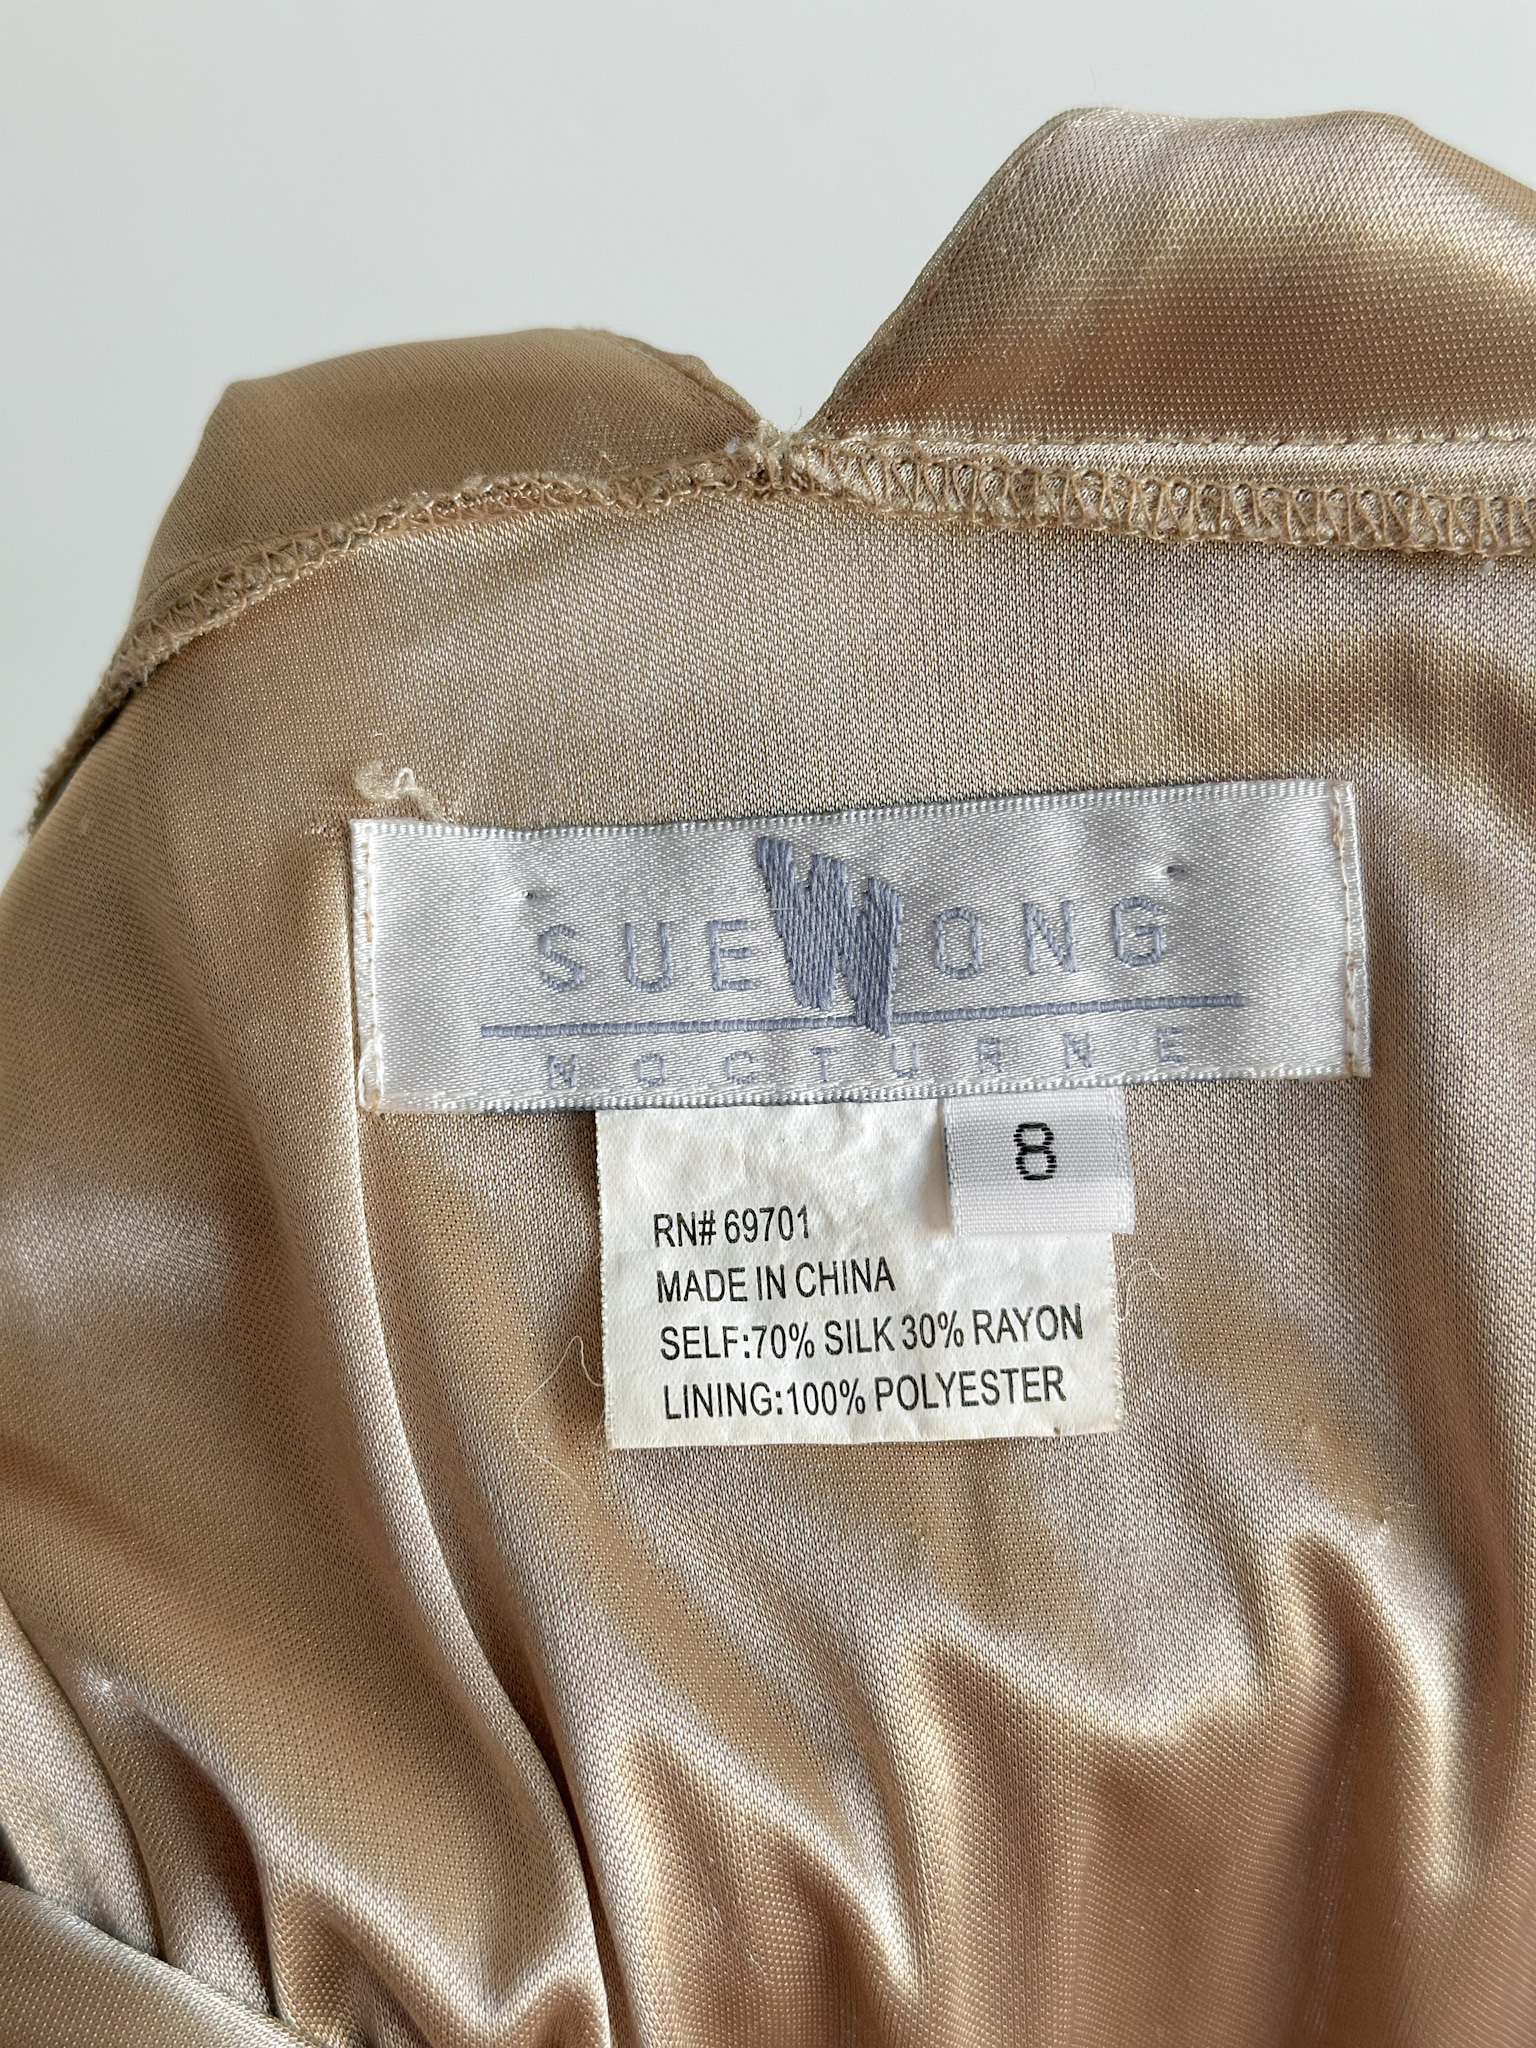 SUE WONG
NOCTURNE
8
RN# 69701
MADE IN CHINA
SELF:70% SILK 30% RAYON
LINING:100% POLYESTER